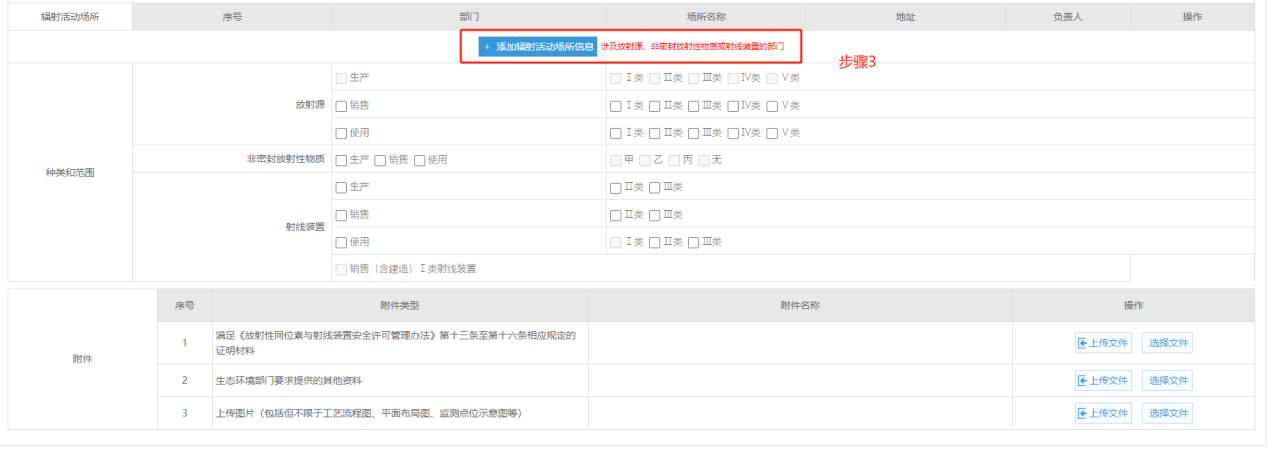 辐射活动场所 序号 部门 场所名称 地址 负责人 操作
+ 添加辐射活动场所信息 涉及放射源、非密封放射性物质或射线装置的部门
步骤3
种类和范围
放射源
生产 Ⅰ类 Ⅱ类 Ⅲ类 Ⅳ类 Ⅴ类
销售 Ⅰ类 Ⅱ类 Ⅲ类 Ⅳ类 Ⅴ类
使用 Ⅰ类 Ⅱ类 Ⅲ类 Ⅳ类 Ⅴ类
非密封放射性物质 生产 销售 使用 甲 乙 丙 无
射线装置
生产 Ⅱ类 Ⅲ类
销售 Ⅱ类 Ⅲ类
使用 Ⅰ类 Ⅱ类 Ⅲ类
销售（含建造）Ⅰ类射线装置
附件
序号 附件类型 附件名称 操作
1 满足《放射性同位素与射线装置安全许可管理办法》第十三条至第十六条相应规定的
证明材料 上传文件 选择文件
2 生态环境部门要求提供的其他资料 上传文件 选择文件
3 上传图片（包括但不限于工艺流程图、平面布局图、监测点位示意图等） 上传文件 选择文件